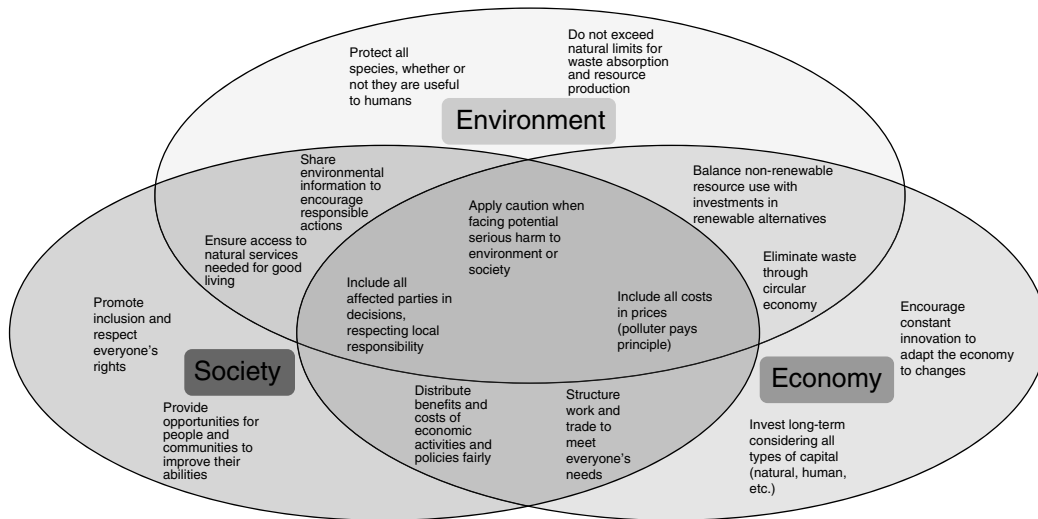 Protect all
species, whether or
not they are useful
to humans
Do not exceed
natural limits for
waste absorption
and resource
production
Environment
Share
environmental
information to
encourage
responsible
actions
Ensure access to
natural services
needed for good
living
Apply caution when
facing potential
serious harm to
environment or
society
Balance non-renewable
resource use with
investments in
renewable alternatives
Eliminate waste
through
circular
economy
Include all
affected parties in
decisions,
respecting local
responsibility
Include all costs
in prices
(polluter pays
principle)
Promote
inclusion and
respect
everyone’s
rights
Society
Provide
opportunities for
people and
communities to
improve their
abilities
Distribute
benefits and
costs of
economic
activities and
policies fairly
Structure
work and
trade to
meet
everyone’s
needs
Encourage
constant
innovation to
adapt the economy
to changes
Economy
Invest long-term
considering all
types of capital
(natural, human,
etc.)